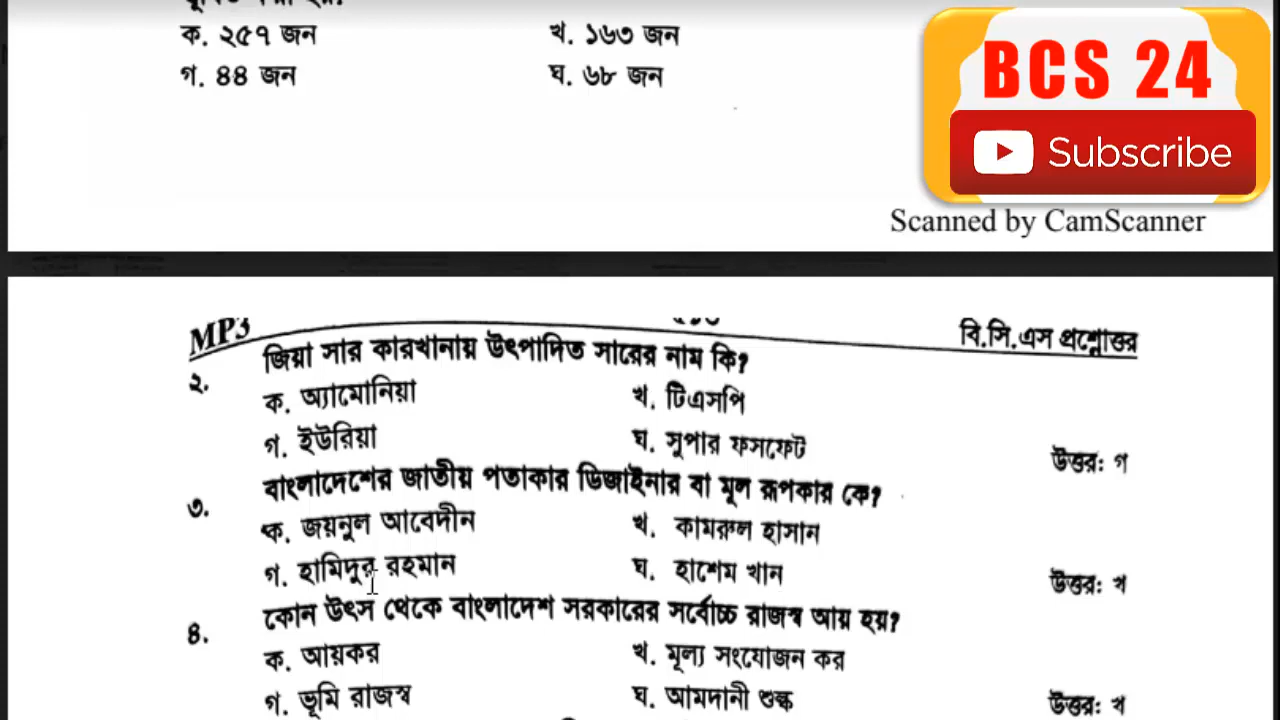 ক. ২৫৭ জন
খ. ১৬৩ জন
গ. ৪৪ জন
ঘ. ৬৮ জন
BCS 24
Subscribe
Scanned by CamScanner
MP3
বি.সি.এস প্রশ্নোত্তর
২. জিয়া সার কারখানায় উৎপাদিত সারের নাম কি?
ক. অ্যামোনিয়া
খ. টিএসপি
গ. ইউরিয়া
ঘ. সুপার ফসফেট
উত্তর: গ
৩. বাংলাদেশের জাতীয় পতাকার ডিজাইনার বা মূল রূপকার কে?
ক. জয়নুল আবেদীন
খ. কামরুল হাসান
গ. হামিদুর রহমান
ঘ. হাশেম খান
উত্তর: খ
৪. কোন উৎস থেকে বাংলাদেশ সরকারের সর্বোচ্চ রাজস্ব আয় হয়?
ক. আয়কর
খ. মূল্য সংযোজন কর
গ. ভূমি রাজস্ব
ঘ. আমদানী শুল্ক
উত্তর: খ